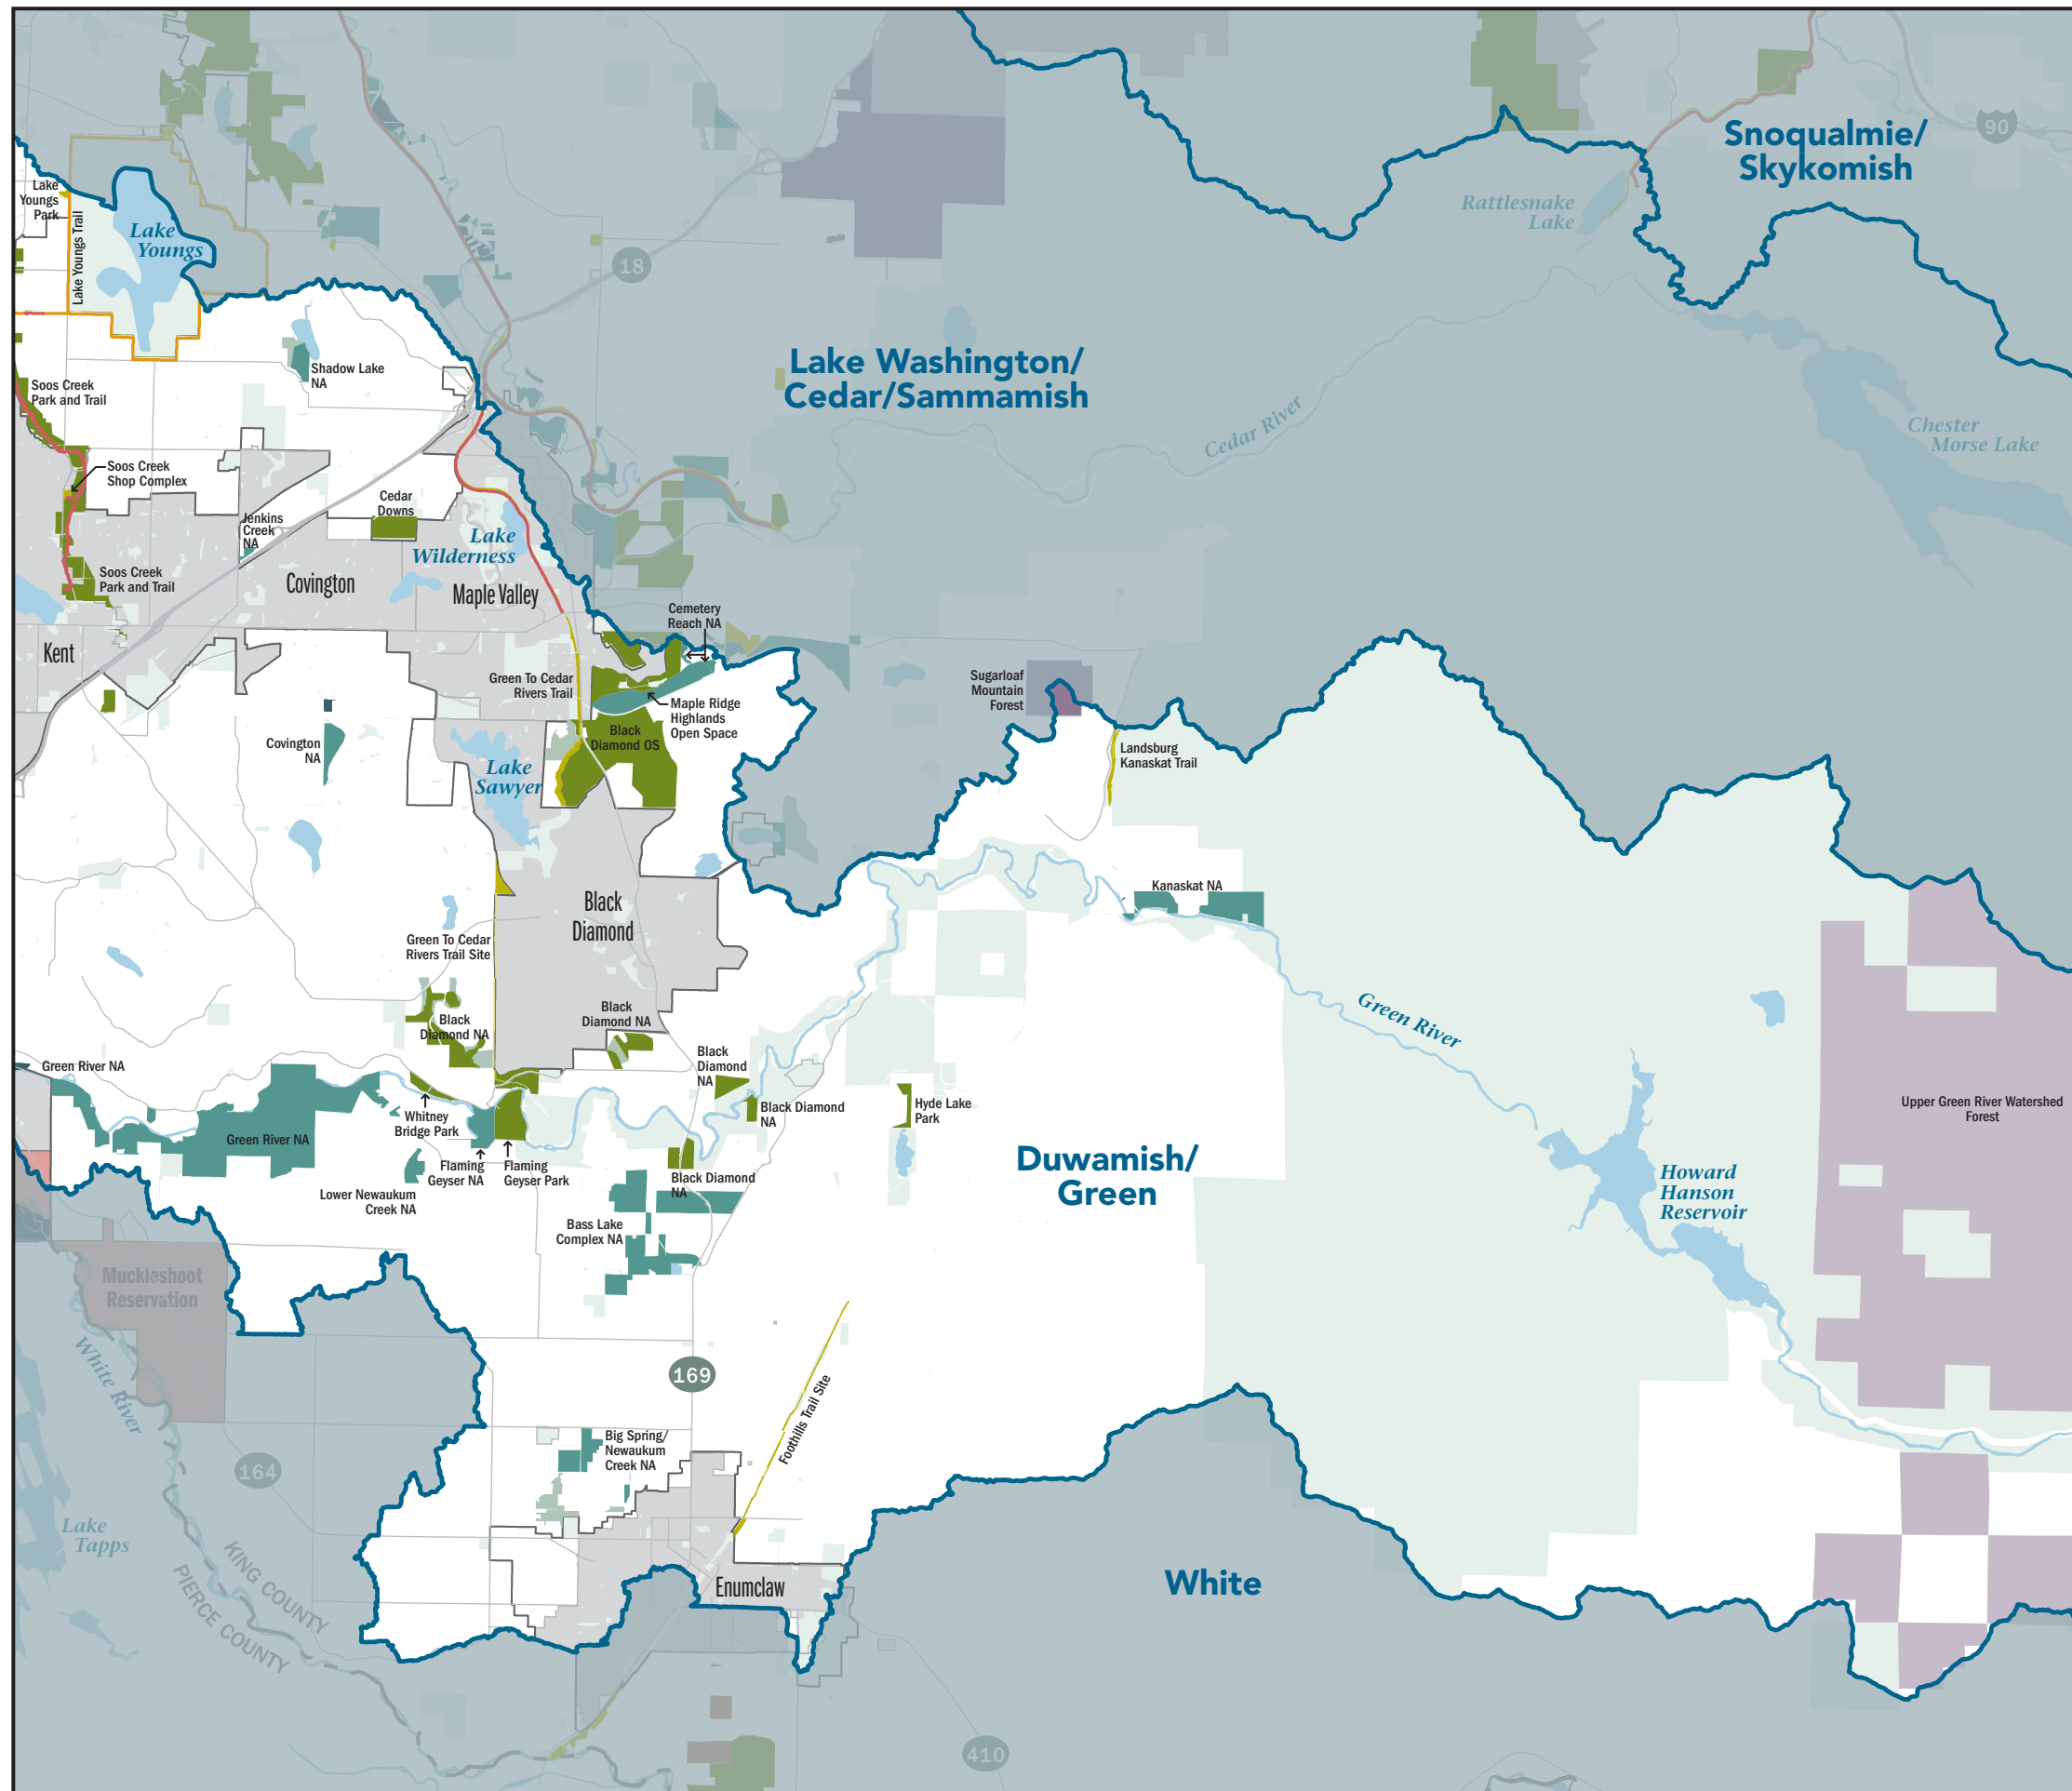 Snoqualmie/
Skykomish
90
Rattlesnake
Lake
Lake
Youngs
Park
Lake Youngs Trail
Lake
Youngs
18
Lake Washington/
Cedar/Sammamish
Cedar River
Chester
Morse Lake
Shadow Lake
NA
Soos Creek
Park and Trail
Soos Creek
Shop Complex
Cedar
Downs
Jenkins
Creek
NA
Lake
Wilderness
Soos Creek
Park and Trail
Covington
Maple Valley
Cemetery
Reach NA
Kent
Green To Cedar
Rivers Trail
Sugarloaf
Mountain
Forest
Maple Ridge
Highlands
Open Space
Black
Diamond OS
Covington
NA
Landsburg
Kanaskat Trail
Lake
Sawyer
Kanaskat NA
Black
Diamond
Green To Cedar
Rivers Trail Site
Green River
Black
Diamond NA
Black
Diamond NA
Green River NA
Black
Diamond
NA
Black Diamond
NA
Hyde Lake
Park
Upper Green River Watershed
Forest
Whitney
Bridge Park
Green River NA
Flaming
Geyser NA
Flaming
Geyser Park
Duwamish/
Green
Black Diamond
NA
Howard
Hanson
Reservoir
Lower Newaukum
Creek NA
Bass Lake
Complex NA
Muckleshoot
Reservation
White River
169
Foothills Trail Site
Big Spring/
Newaukum
Creek NA
164
Lake
Tapps
KING COUNTY
PIERCE COUNTY
Enumclaw
White
410